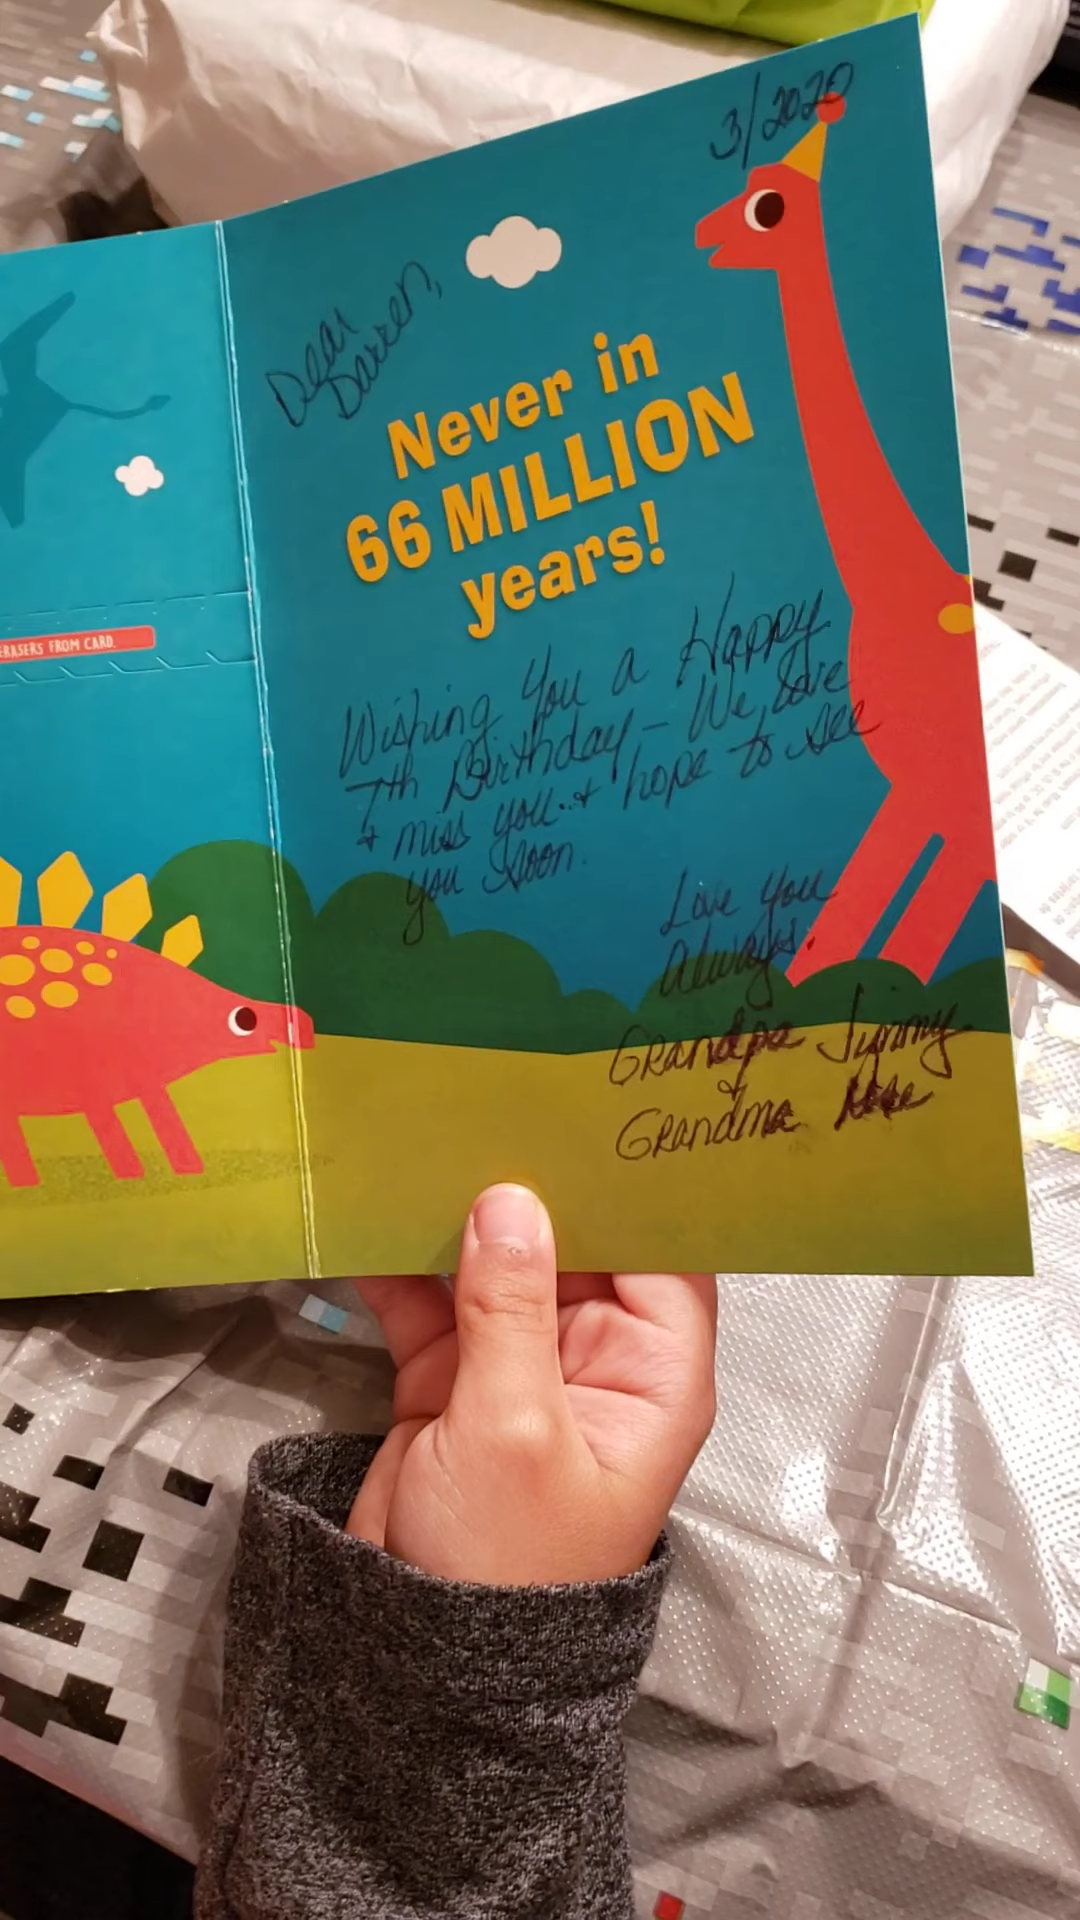 3/2020
Dear
Darren,
Never in
66 MILLION
years!
ERASERS FROM CARD.
Wishing You a Happy
7th Birthday - We love
+ miss you..+ hope to see
you soon.
Love You
Always.
Grandpa Jimmy
+
Grandma Rose